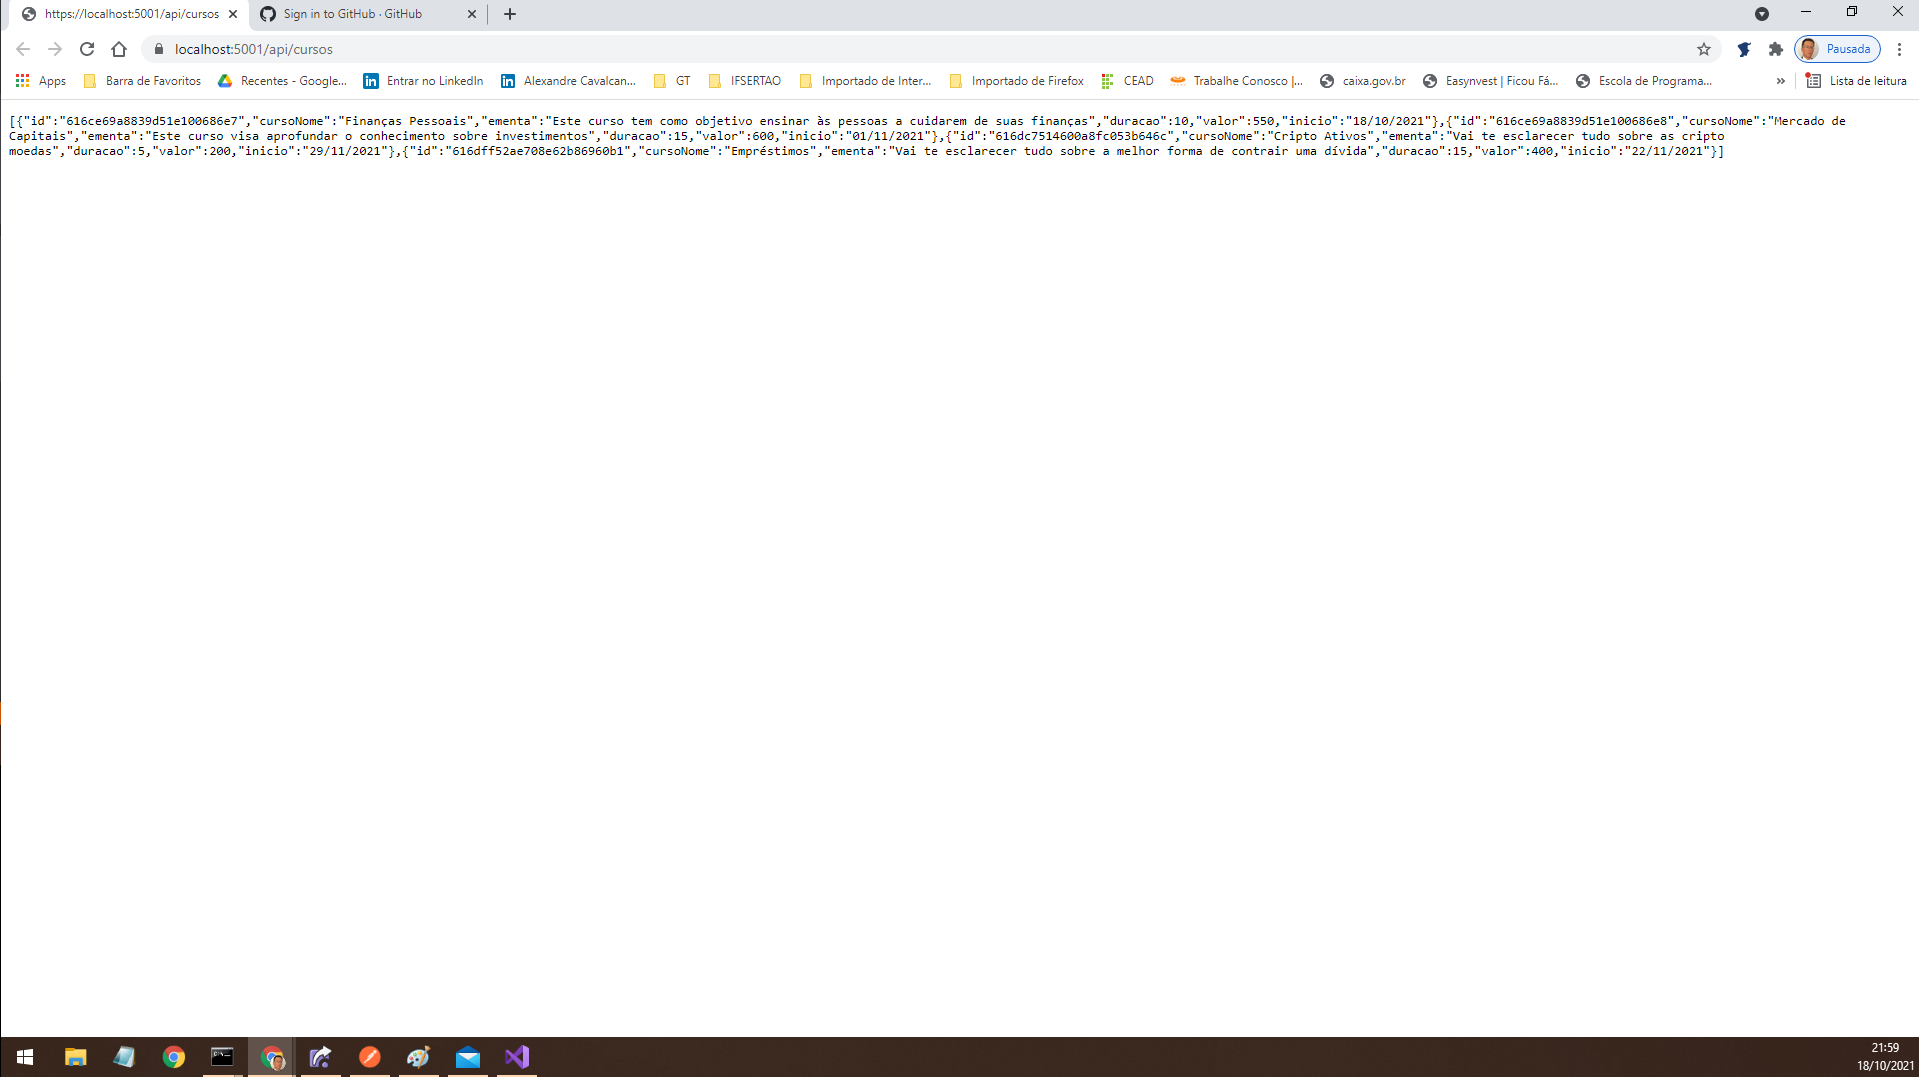 https://localhost:5001/api/cursos
Sign in to GitHub · GitHub
localhost:5001/api/cursos
Pausada
Apps
Barra de Favoritos
Recentes - Google...
Entrar no LinkedIn
Alexandre Cavalcan...
GT
IFSERTAO
Importado de Inter...
Importado do Firefox
CEAD
Trabalhe Conosco |...
caixa.gov.br
Easynvest | Ficou Fá...
Escola de Programa...
»
Lista de leitura
[{"id":"616ce69a8839d51e100686e7","cursoNome":"Finanças Pessoais","ementa":"Este curso tem como objetivo ensinar às pessoas a cuidarem de suas finanças","duracao":10,"valor":550,"inicio":"18/10/2021"},{"id":"616ce69a8839d51e100686e8","cursoNome":"Mercado de
Capitais","ementa":"Este curso visa aprofundar o conhecimento sobre investimentos","duracao":15,"valor":600,"inicio":"01/11/2021"},{"id":"616dc7514600a8fc053b646c","cursoNome":"Cripto Ativos","ementa":"Vai te esclarecer tudo sobre as cripto
moedas","duracao":5,"valor":200,"inicio":"29/11/2021"},{"id":"616dff52ae708e62b86960b1","cursoNome":"Empréstimos","ementa":"Vai te esclarecer tudo sobre a melhor forma de contrair uma dívida","duracao":15,"valor":400,"inicio":"22/11/2021"}]
21:59
18/10/2021